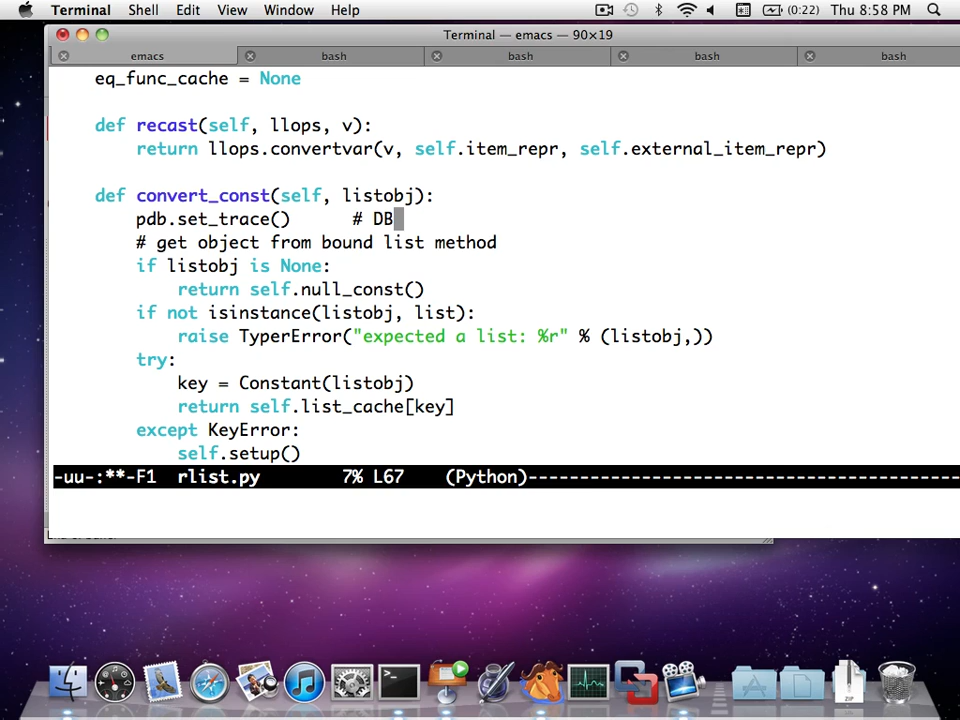 Terminal Shell Edit View Window Help (0:22) Thu 8:58 PM
Terminal — emacs — 90×19
emacs bash bash bash bash
eq_func_cache = None
def recast(self, llops, v):
return llops.convertvar(v, self.item_repr, self.external_item_repr)
def convert_const(self, listobj):
pdb.set_trace()      # DB
# get object from bound list method
if listobj is None:
return self.null_const()
if not isinstance(listobj, list):
raise TyperError("expected a list: %r" % (listobj,))
try:
key = Constant(listobj)
return self.list_cache[key]
except KeyError:
self.setup()
-uu-:**-F1  rlist.py        7% L67    (Python)------------------------------------------
ZIP